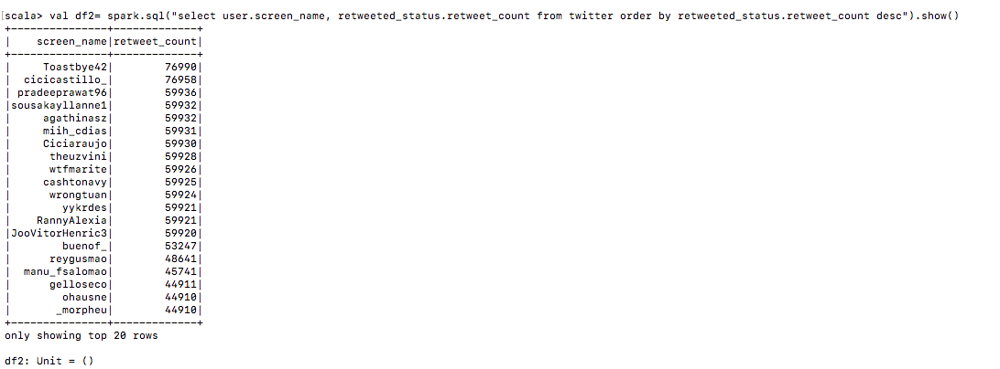 [scala> val df2= spark.sql("select user.screen_name, retweeted_status.retweet_count from twitter order by retweeted_status.retweet_count desc").show()
+---------------+-------------+
|    screen_name|retweet_count|
+---------------+-------------+
|     Toastbye42|        76990|
|  cicicastillo_|        76958|
| pradeeprawat96|        59936|
|sousakayllanne1|        59932|
|     agathinasz|        59932|
|     miih_cdias|        59931|
|     Ciciaraujo|        59930|
|      theuzvini|        59928|
|      wtfmarite|        59926|
|     cashtonavy|        59925|
|      wrongtuan|        59924|
|        yykrdes|        59921|
|    RannyAlexia|        59921|
|JooVitorHenric3|        59920|
|        buenof_|        53247|
|      reygusmao|        48641|
|  manu_fsalomao|        45741|
|      gelloseco|        44911|
|        ohausne|        44910|
|       _morpheu|        44910|
+---------------+-------------+
only showing top 20 rows
df2: Unit = ()